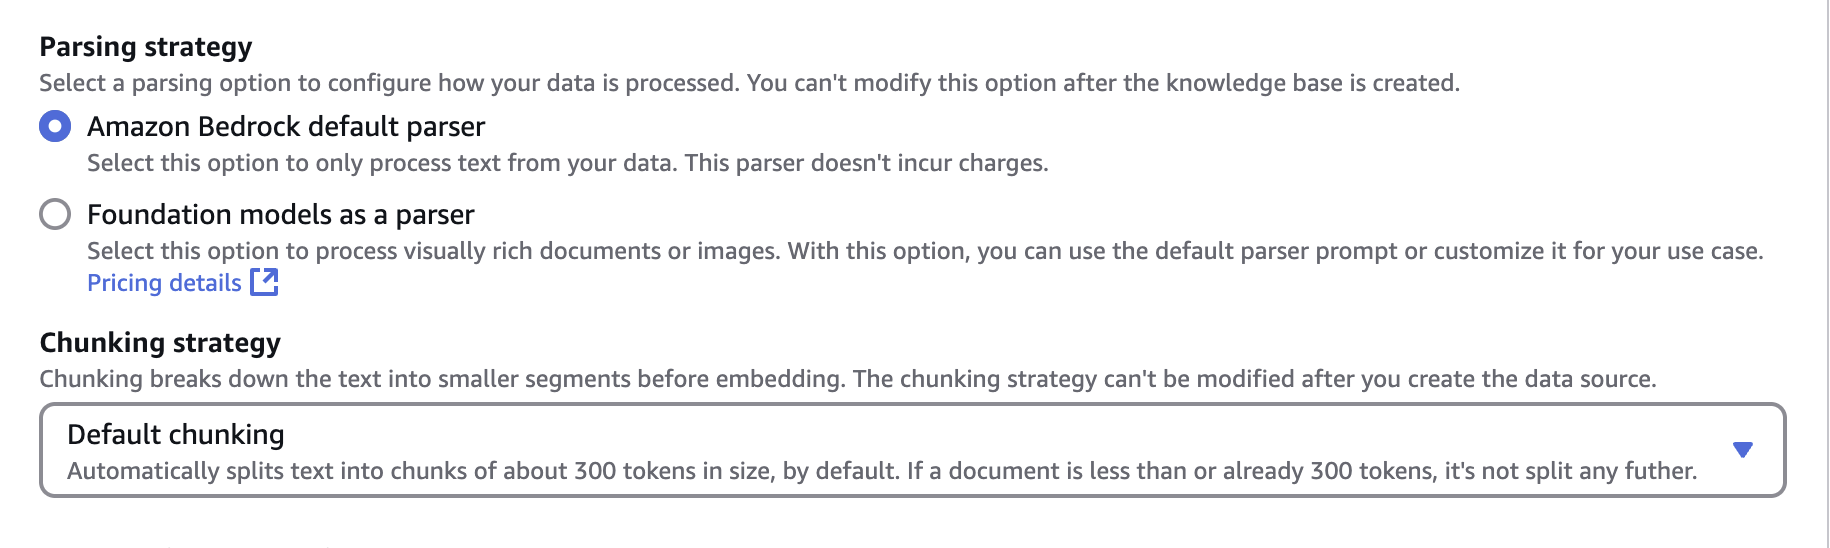 Parsing strategy
Select a parsing option to configure how your data is processed. You can't modify this option after the knowledge base is created.
Amazon Bedrock default parser
Select this option to only process text from your data. This parser doesn't incur charges.
Foundation models as a parser
Select this option to process visually rich documents or images. With this option, you can use the default parser prompt or customize it for your use case.
Pricing details
Chunking strategy
Chunking breaks down the text into smaller segments before embedding. The chunking strategy can't be modified after you create the data source.
Default chunking
Automatically splits text into chunks of about 300 tokens in size, by default. If a document is less than or already 300 tokens, it's not split any futher.